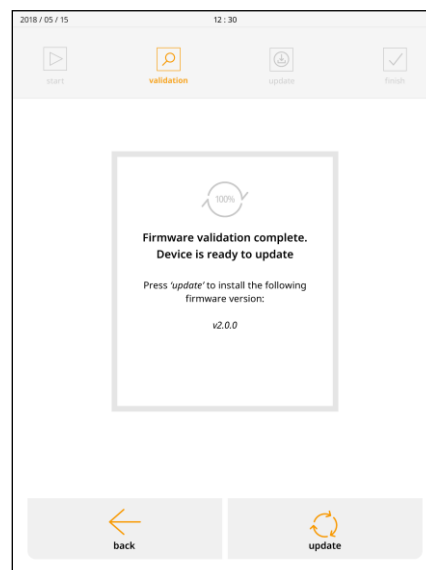 2018 / 05 / 15 12 : 30
start validation update finish
100%
Firmware validation complete.
Device is ready to update
Press ‘update’ to install the following
firmware version:
v2.0.0
back update